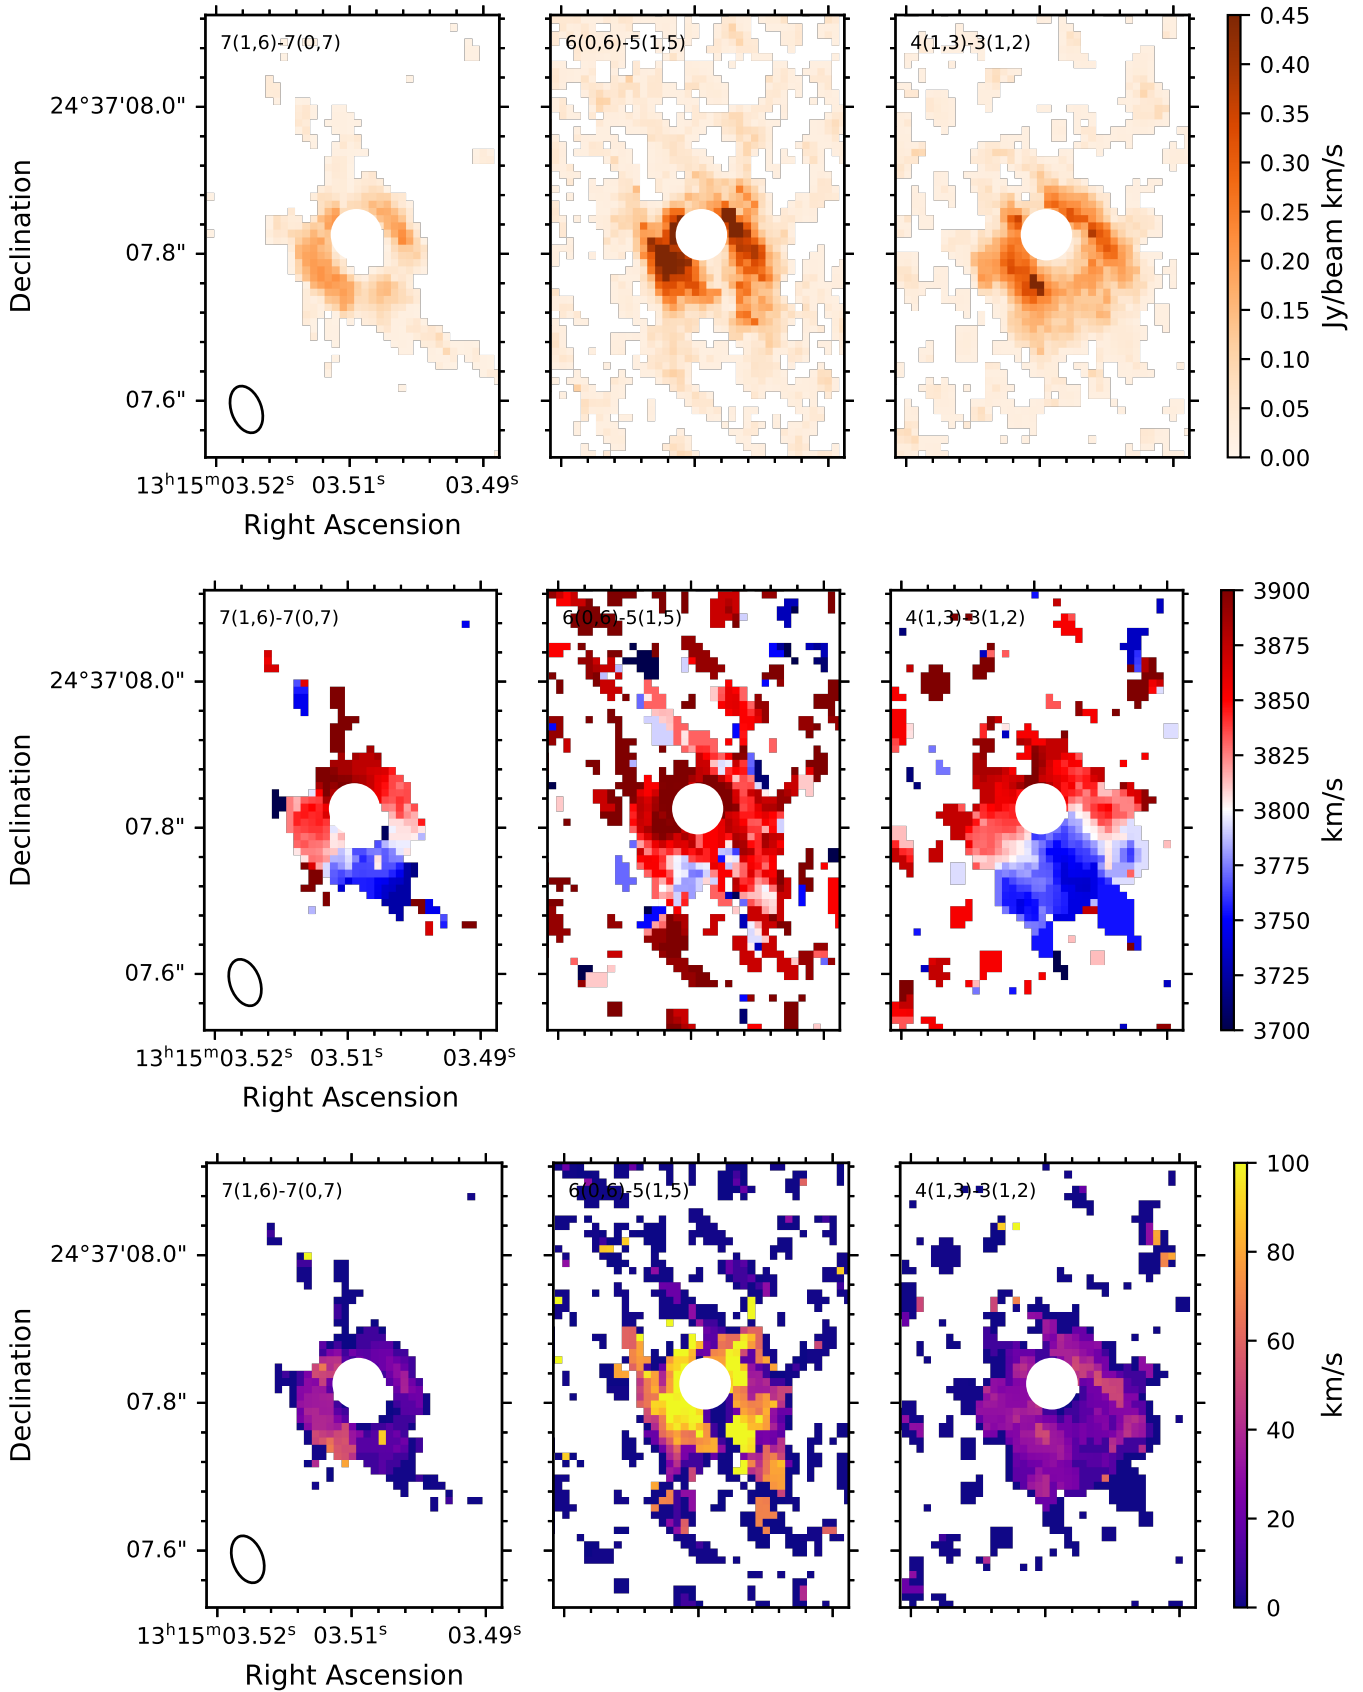 7(1,6)-7(0,7) 6(0,6)-5(1,5) 4(1,3)-3(1,2)
24°37'08.0"
07.8"
07.6"
Declination
13ʰ15ᵐ03.52ˢ 03.51ˢ 03.49ˢ
Right Ascension
0.45
0.40
0.35
0.30
0.25
0.20
0.15
0.10
0.05
0.00
Jy/beam km/s
7(1,6)-7(0,7) 6(0,6)-5(1,5) 4(1,3)-3(1,2)
24°37'08.0"
07.8"
07.6"
Declination
13ʰ15ᵐ03.52ˢ 03.51ˢ 03.49ˢ
Right Ascension
3900
3875
3850
3825
3800
3775
3750
3725
3700
km/s
7(1,6)-7(0,7) 6(0,6)-5(1,5) 4(1,3)-3(1,2)
24°37'08.0"
07.8"
07.6"
Declination
13ʰ15ᵐ03.52ˢ 03.51ˢ 03.49ˢ
Right Ascension
100
80
60
40
20
0
km/s